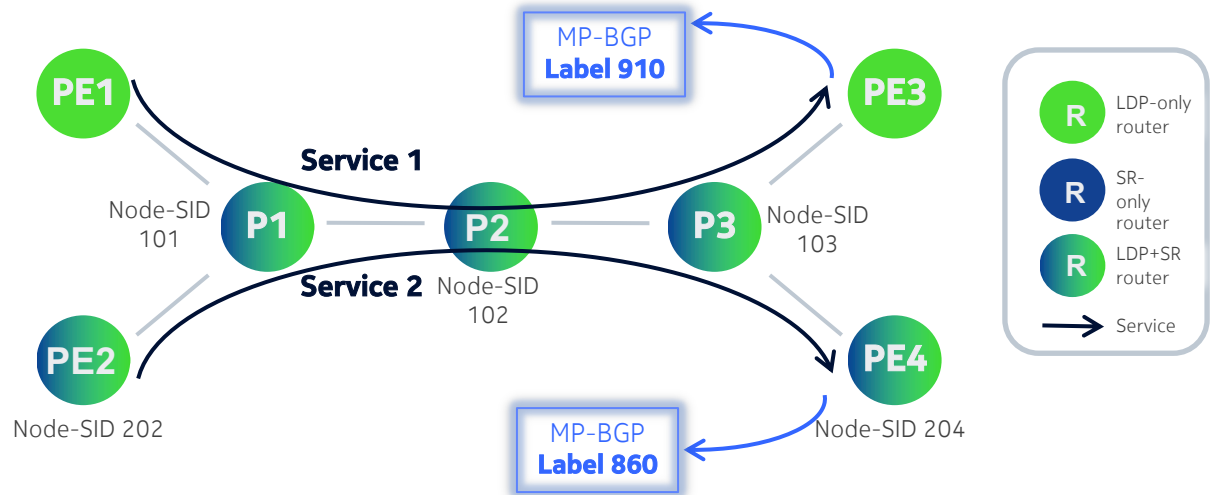 MP-BGP
Label 910
PE1
PE3
Service 1
Node-SID
101
P1
P2
P3
Node-SID
103
Service 2
Node-SID
102
PE2
PE4
Node-SID 202
Node-SID 204
MP-BGP
Label 860
R
LDP-only
router
R
SR-
only
router
R
LDP+SR
router
Service